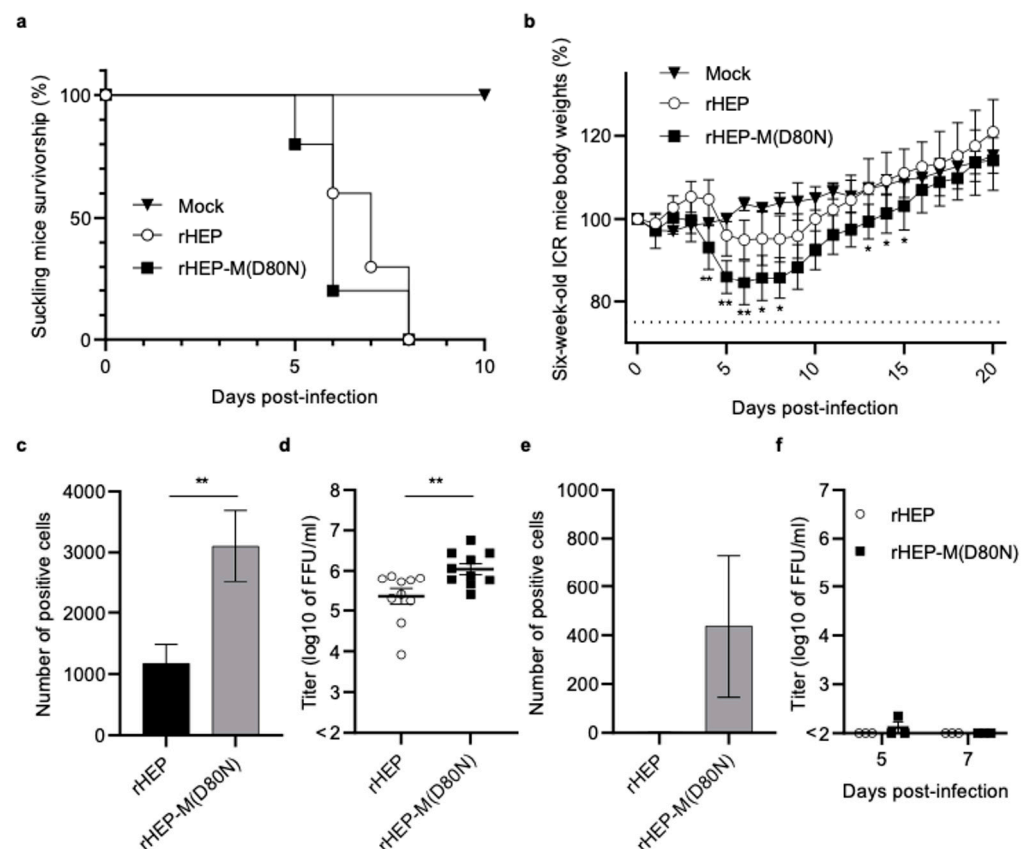 a
Suckling mice survivorship (%)
100
50
0
Mock
rHEP
rHEP-M(D80N)
0
5
10
Days post-infection
b
Six-week-old ICR mice body weights (%)
120
100
80
Mock
rHEP
rHEP-M(D80N)
**
**
**
*
*
*
*
*
0
5
10
15
20
Days post-infection
c
Number of positive cells
4000
3000
2000
1000
0
**
rHEP
rHEP-M(D80N)
d
Titer (log10 of FFU/ml)
8
7
6
5
4
3
<2
**
rHEP
rHEP-M(D80N)
e
Number of positive cells
1000
800
600
400
200
0
rHEP
rHEP-M(D80N)
f
Titer (log10 of FFU/ml)
7
6
5
4
3
<2
rHEP
rHEP-M(D80N)
5
7
Days post-infection